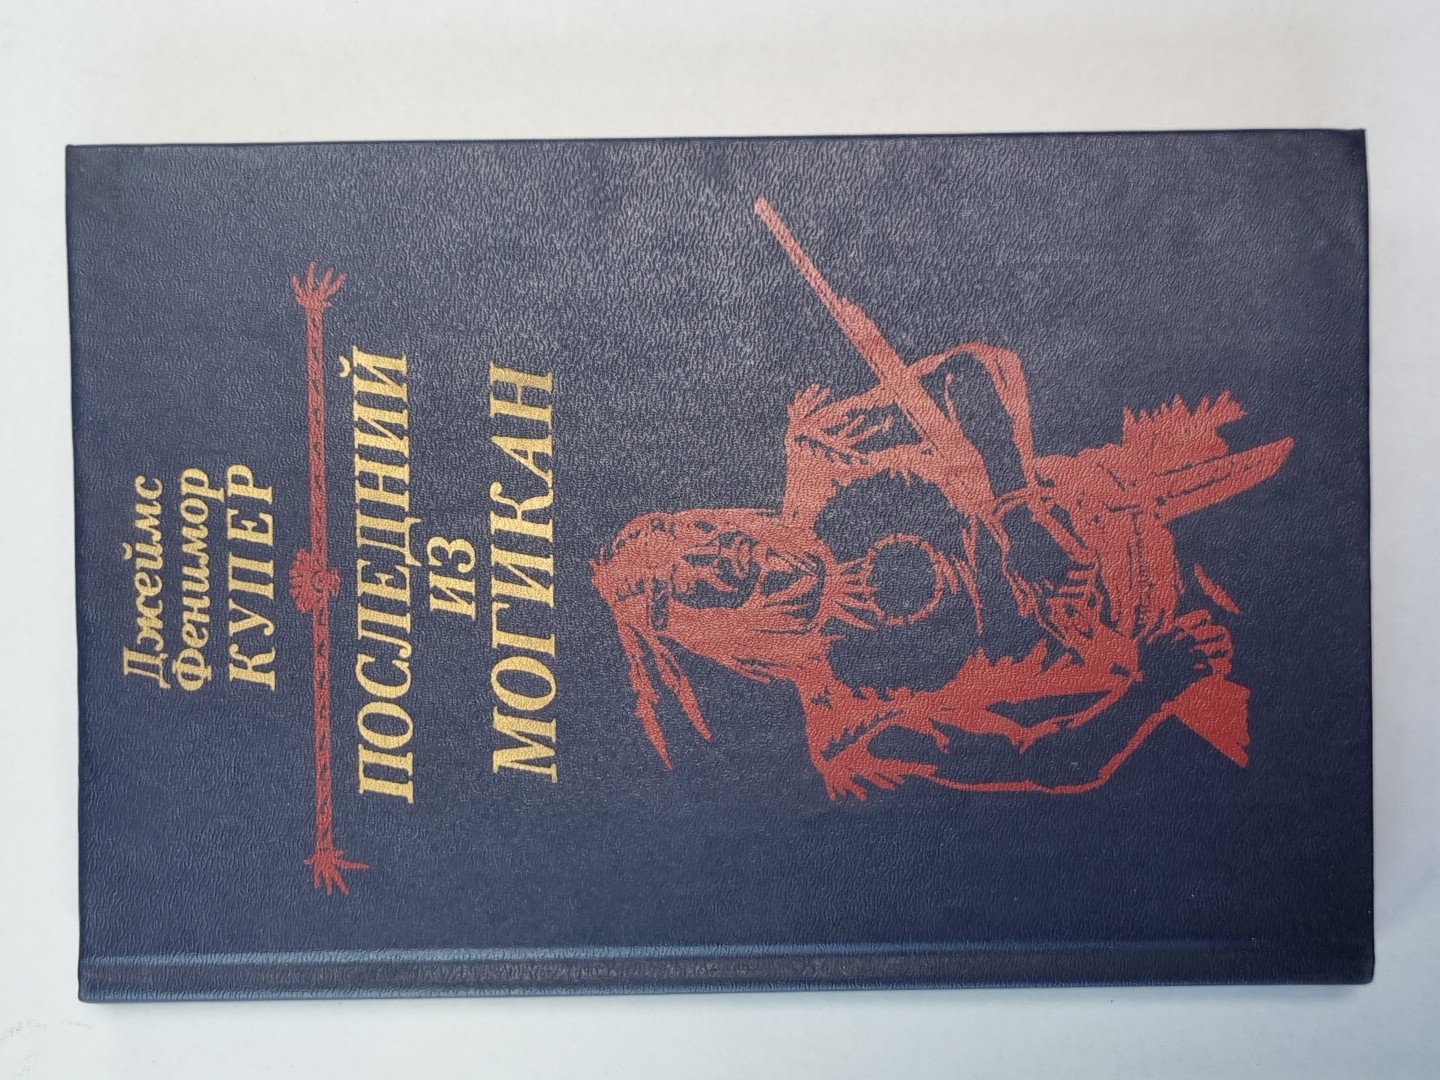 Джеймс
Фенимор
КУПЕР
ПОСЛЕДНИЙ
ИЗ
МОГИКАН